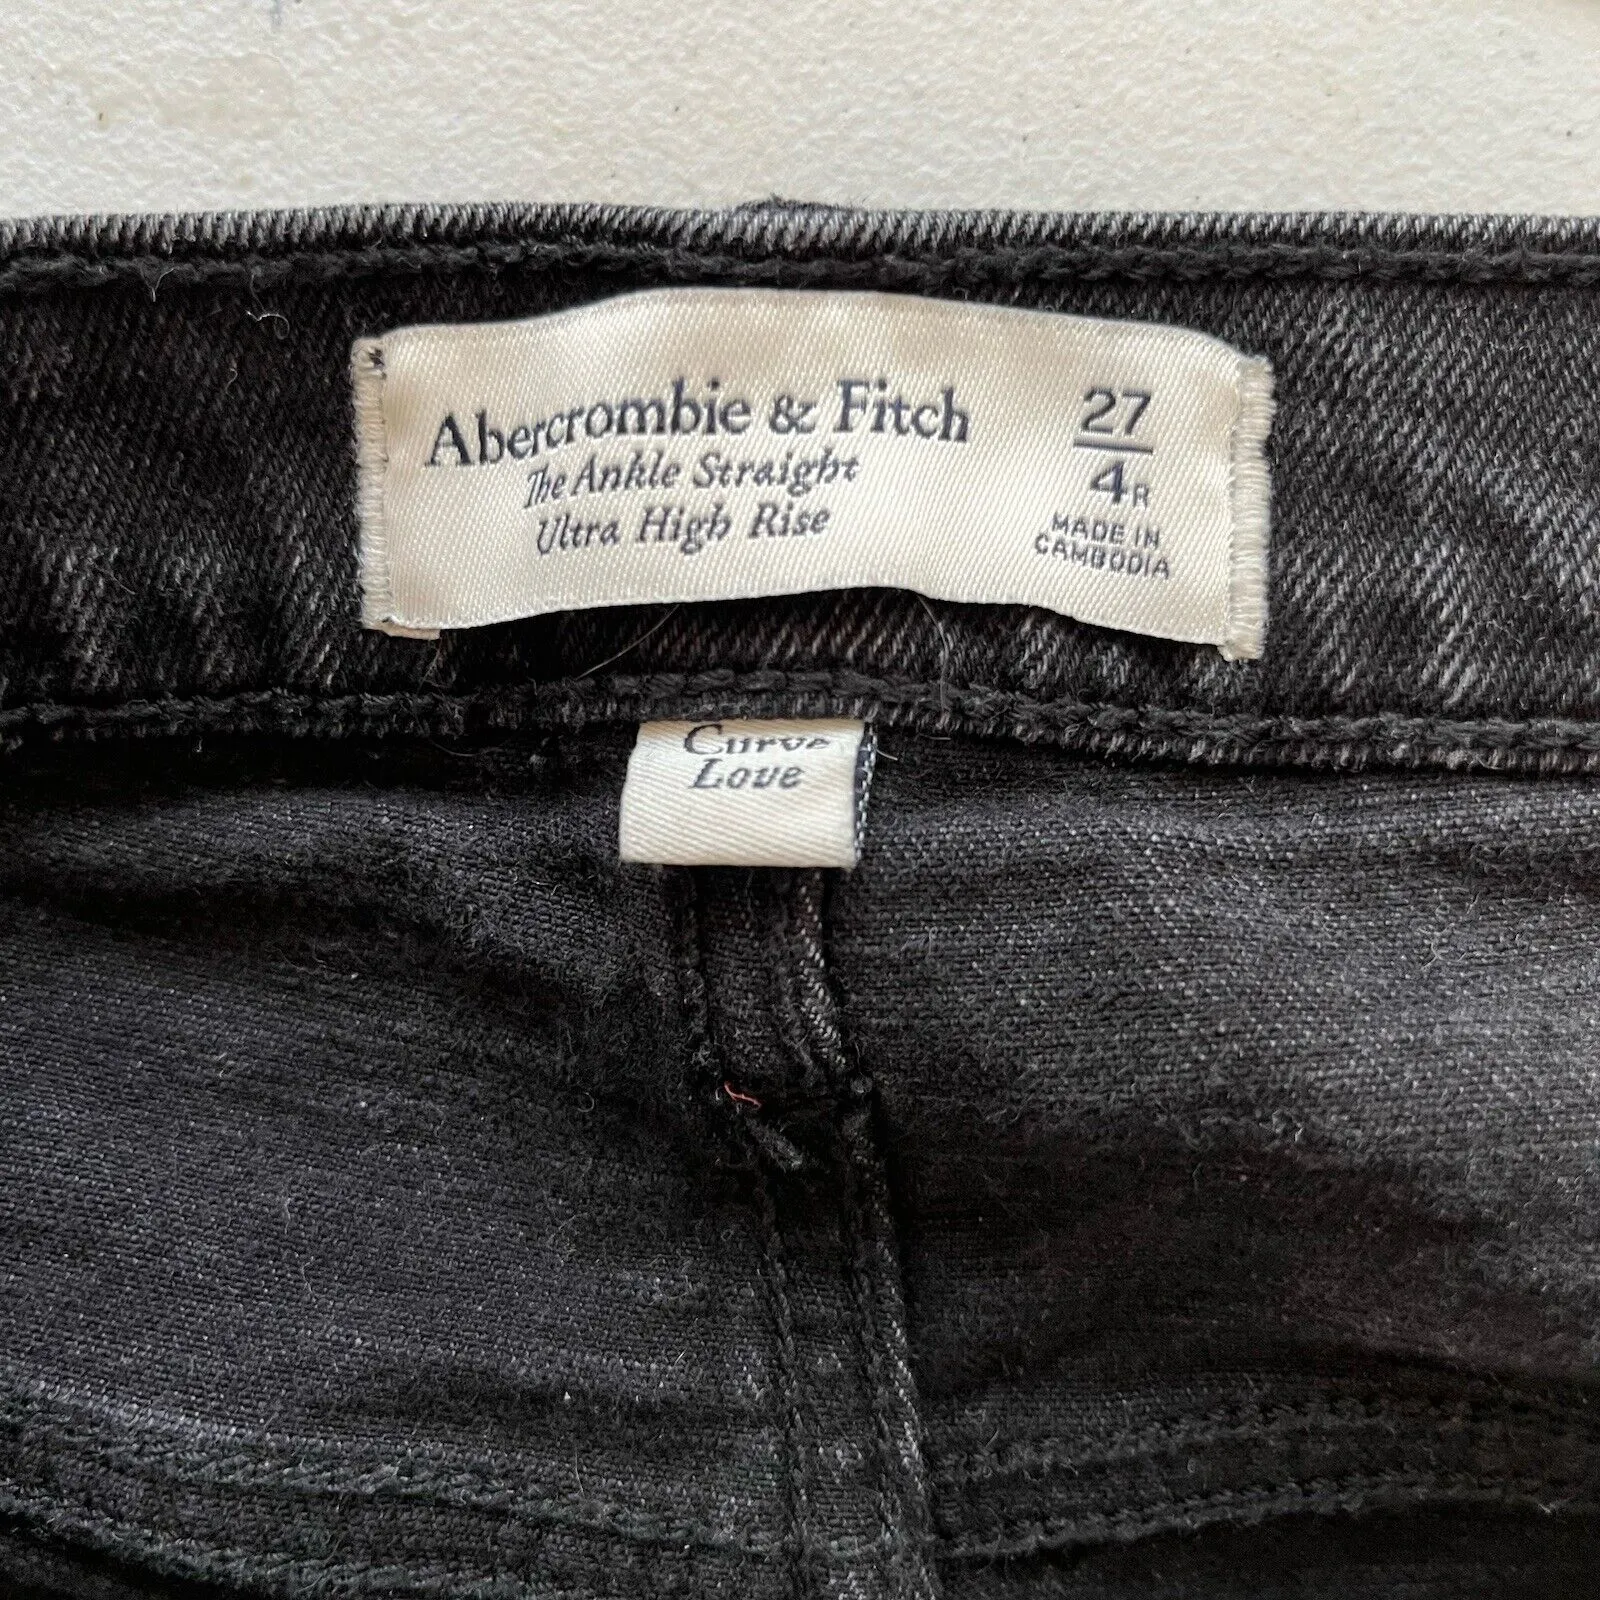 Abercrombie & Fitch
The Ankle Straight
Ultra High Rise
27
4R
MADE IN
CAMBODIA
Curve
Love